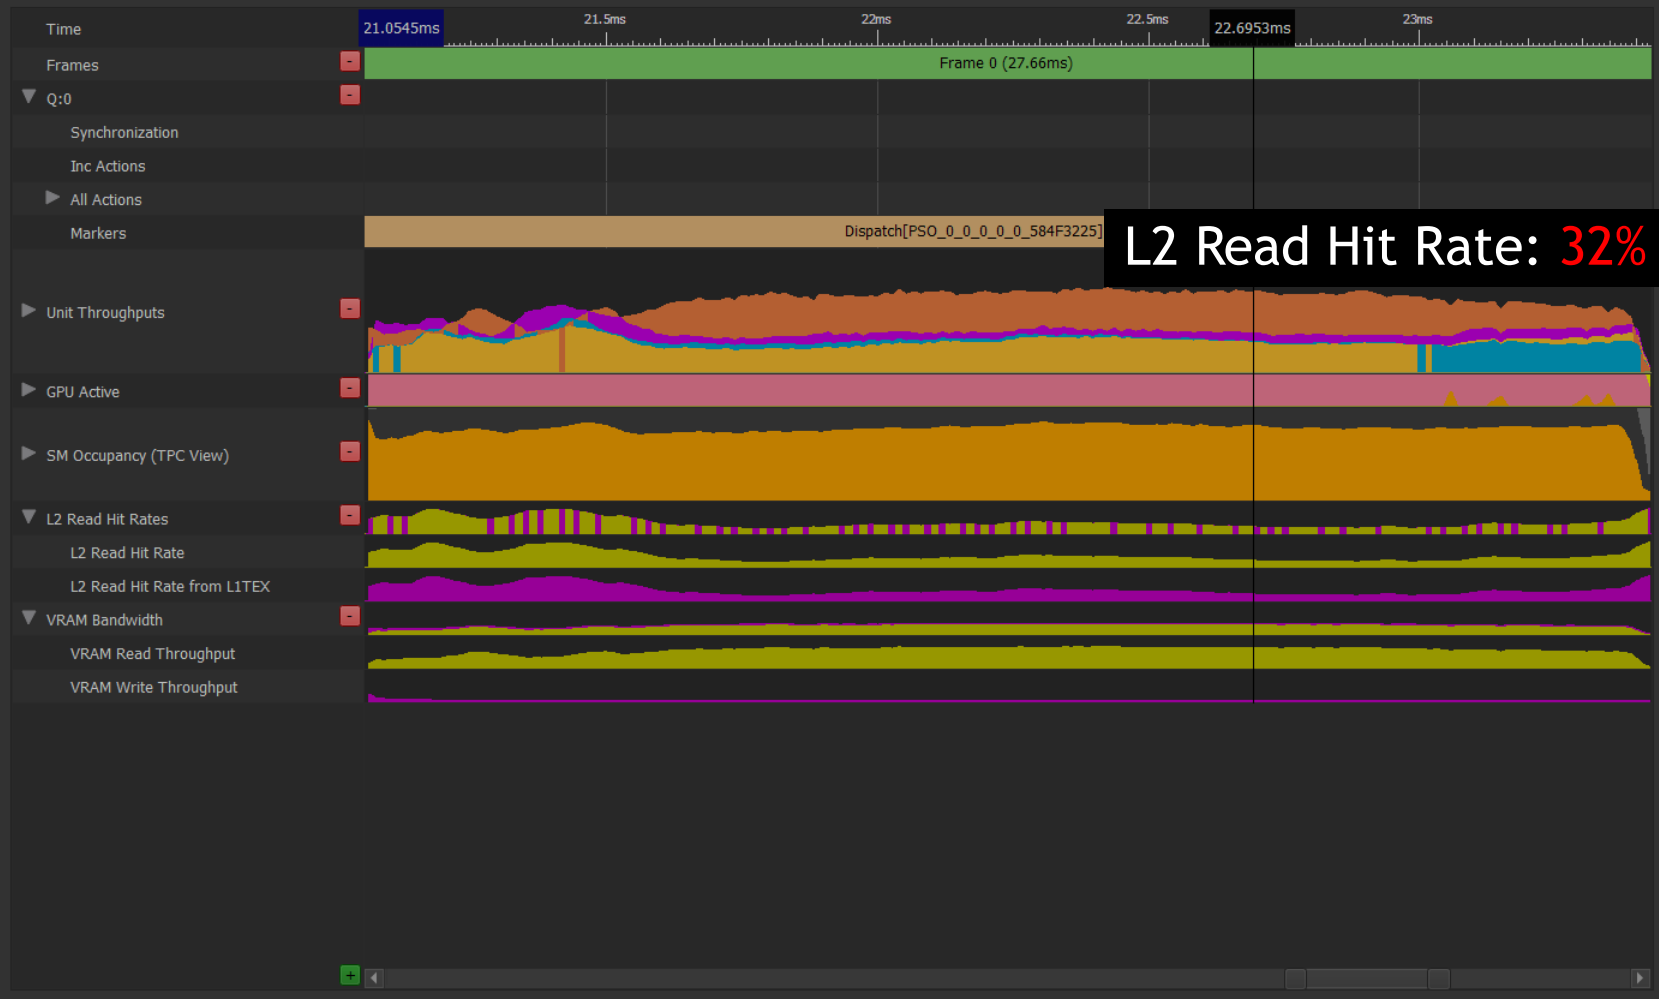 Time
21.0545ms
21.5ms
22ms
22.5ms
22.6953ms
23ms
Frames
-
Frame 0 (27.66ms)
Q:0
-
Synchronization
Inc Actions
All Actions
Markers
Dispatch[PSO_0_0_0_0_0_584F3225]
L2 Read Hit Rate: 32%
Unit Throughputs
-
GPU Active
-
SM Occupancy (TPC View)
-
L2 Read Hit Rates
-
L2 Read Hit Rate
L2 Read Hit Rate from L1TEX
VRAM Bandwidth
-
VRAM Read Throughput
VRAM Write Throughput
+